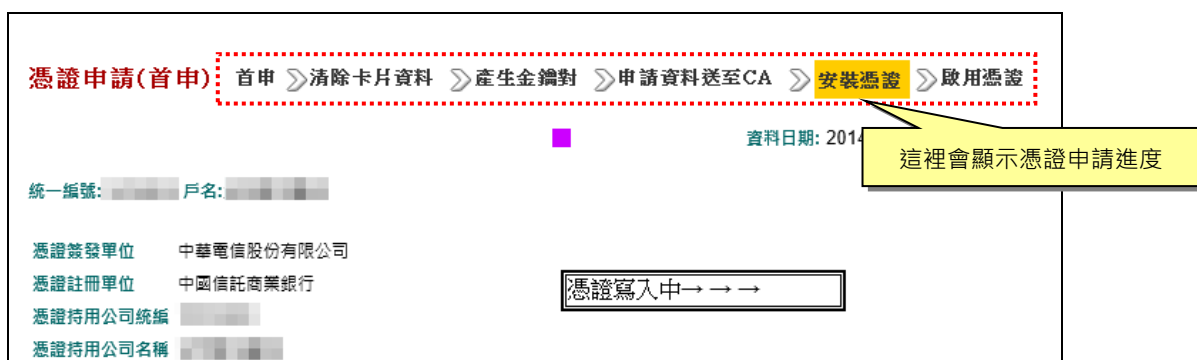 憑證申請(首申) 首申 清除卡片資料 產生金鑰對 申請資料送至CA 安裝憑證 啟用憑證
資料日期: 2014
這裡會顯示憑證申請進度
統一編號: 戶名:
憑證簽發單位 中華電信股份有限公司
憑證註冊單位 中國信託商業銀行
憑證寫入中→→→
憑證持用公司統編
憑證持用公司名稱